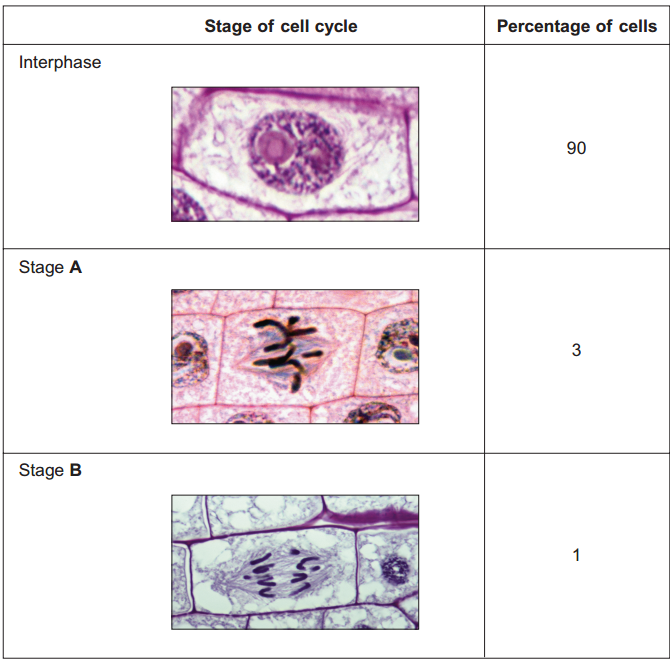 Stage of cell cycle
Percentage of cells
Interphase
90
Stage A
3
Stage B
1